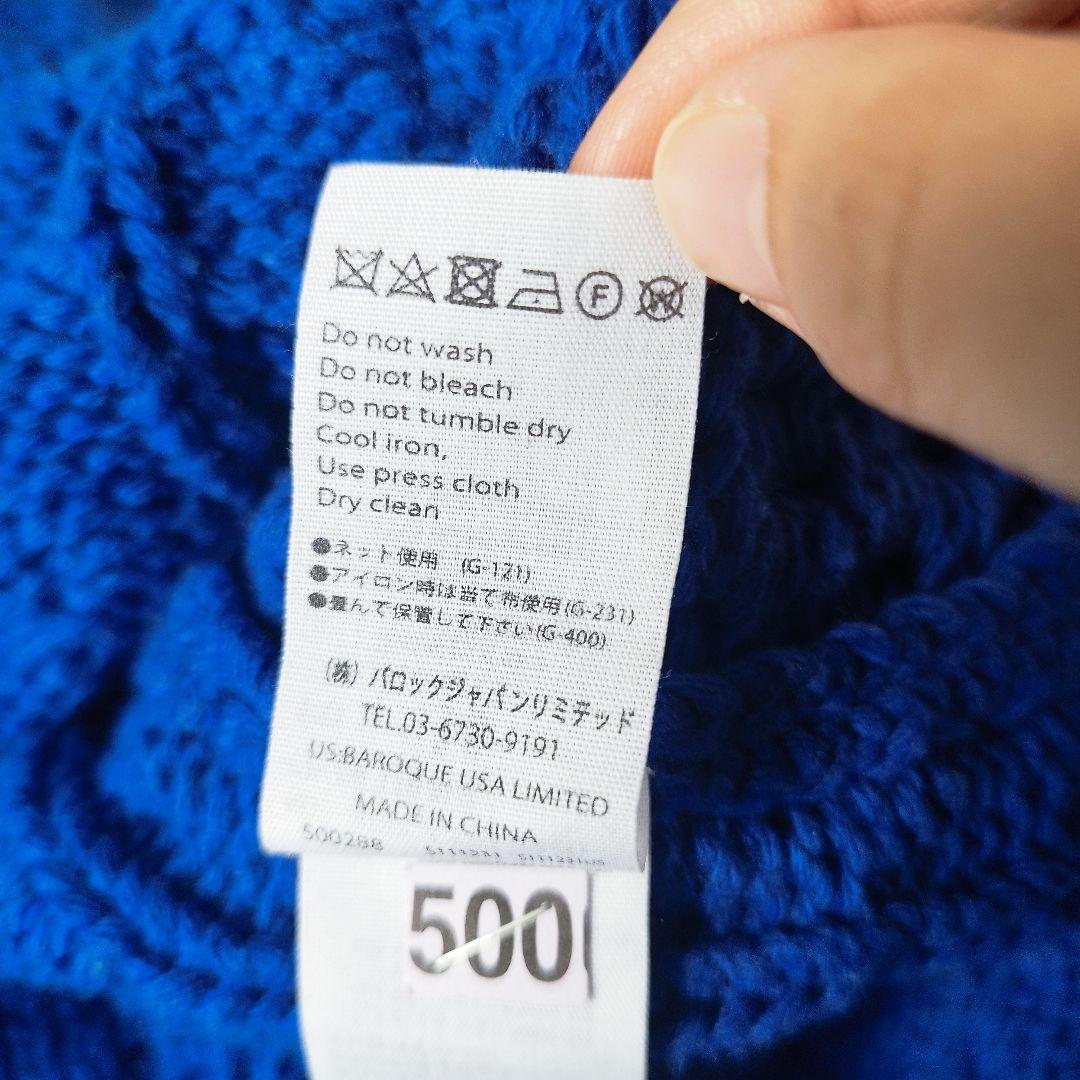 F W
Do not wash
Do not bleach
Do not tumble dry
Cool iron,
Use press cloth
Dry clean
●ネット使用 (G-121)
●アイロン時は当て布使用(G-231)
●畳んで保置して下さい(G-400)
(株) バロックジャパンリミテッド
TEL.03-6730-9191
US:BAROQUE USA LIMITED
MADE IN CHINA
500288
500